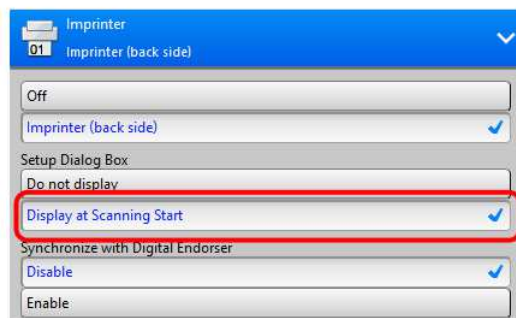 Imprinter
01 Imprinter (back side)
Off
Imprinter (back side)
Setup Dialog Box
Do not display
Display at Scanning Start
Synchronize with Digital Endorser
Disable
Enable